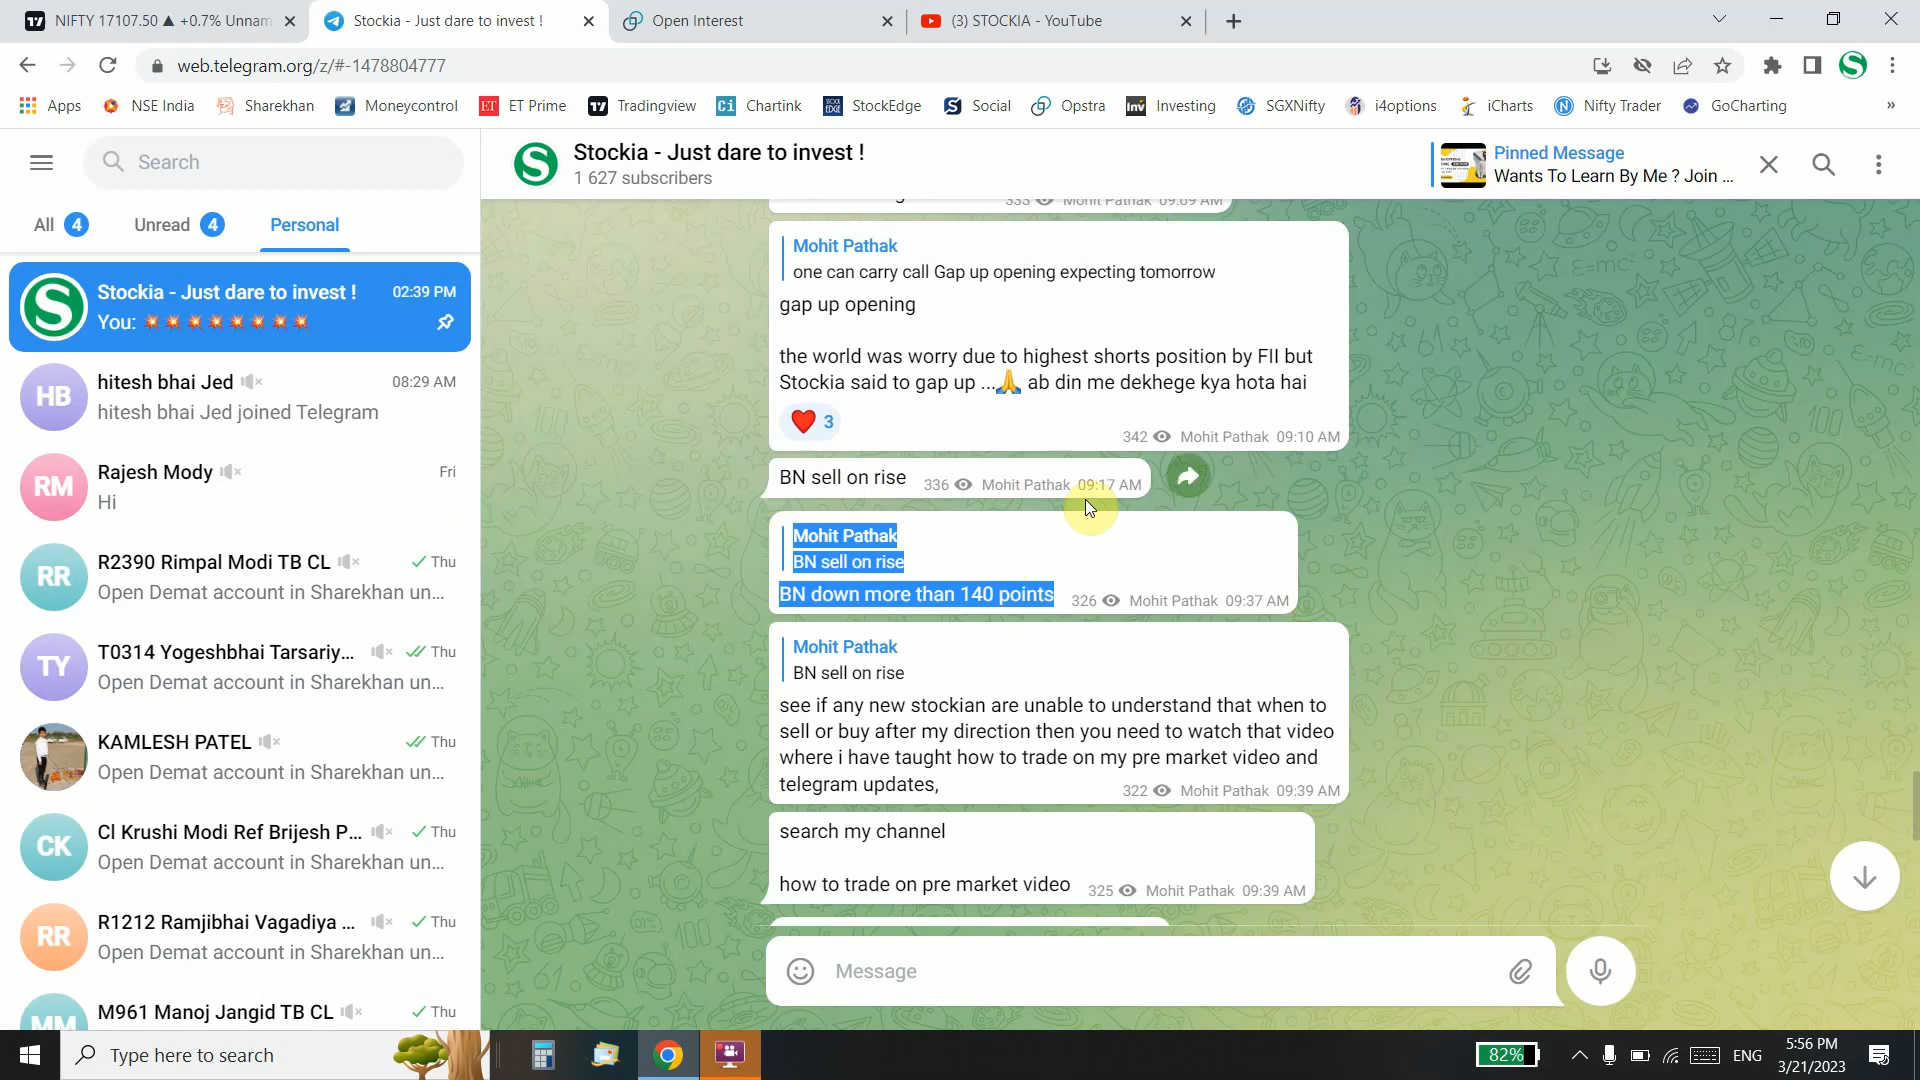 NIFTY 17107.50 ▲ +0.7% Unnam
Stockia - Just dare to invest !
Open Interest
(3) STOCKIA - YouTube
web.telegram.org/z/#-1478804777
Apps
NSE India
Sharekhan
Moneycontrol
ET Prime
Tradingview
Chartink
StockEdge
Social
Opstra
Investing
SGXNifty
i4options
iCharts
Nifty Trader
GoCharting
»
Search
All 4
Unread 4
Personal
Stockia - Just dare to invest ! 02:39 PM
You: 💥💥💥💥💥💥💥💥
HB
hitesh bhai Jed 08:29 AM
hitesh bhai Jed joined Telegram
RM
Rajesh Mody Fri
Hi
RR
R2390 Rimpal Modi TB CL Thu
Open Demat account in Sharekhan un...
TY
T0314 Yogeshbhai Tarsariy... Thu
Open Demat account in Sharekhan un...
KAMLESH PATEL Thu
Open Demat account in Sharekhan un...
CK
Cl Krushi Modi Ref Brijesh P... Thu
Open Demat account in Sharekhan un...
RR
R1212 Ramjibhai Vagadiya ... Thu
Open Demat account in Sharekhan un...
MM
M961 Manoj Jangid TB CL Thu
Stockia - Just dare to invest !
1 627 subscribers
Pinned Message
Wants To Learn By Me ? Join ...
333 Mohit Pathak 09:09 AM
Mohit Pathak
one can carry call Gap up opening expecting tomorrow
gap up opening
the world was worry due to highest shorts position by FII but
Stockia said to gap up ...🙏 ab din me dekhege kya hota hai
❤️ 3
342 Mohit Pathak 09:10 AM
BN sell on rise 336 Mohit Pathak 09:17 AM
Mohit Pathak
BN sell on rise
BN down more than 140 points 326 Mohit Pathak 09:37 AM
Mohit Pathak
BN sell on rise
see if any new stockian are unable to understand that when to
sell or buy after my direction then you need to watch that video
where i have taught how to trade on my pre market video and
telegram updates, 322 Mohit Pathak 09:39 AM
search my channel
how to trade on pre market video 325 Mohit Pathak 09:39 AM
Message
Type here to search
82%
ENG
5:56 PM
3/21/2023